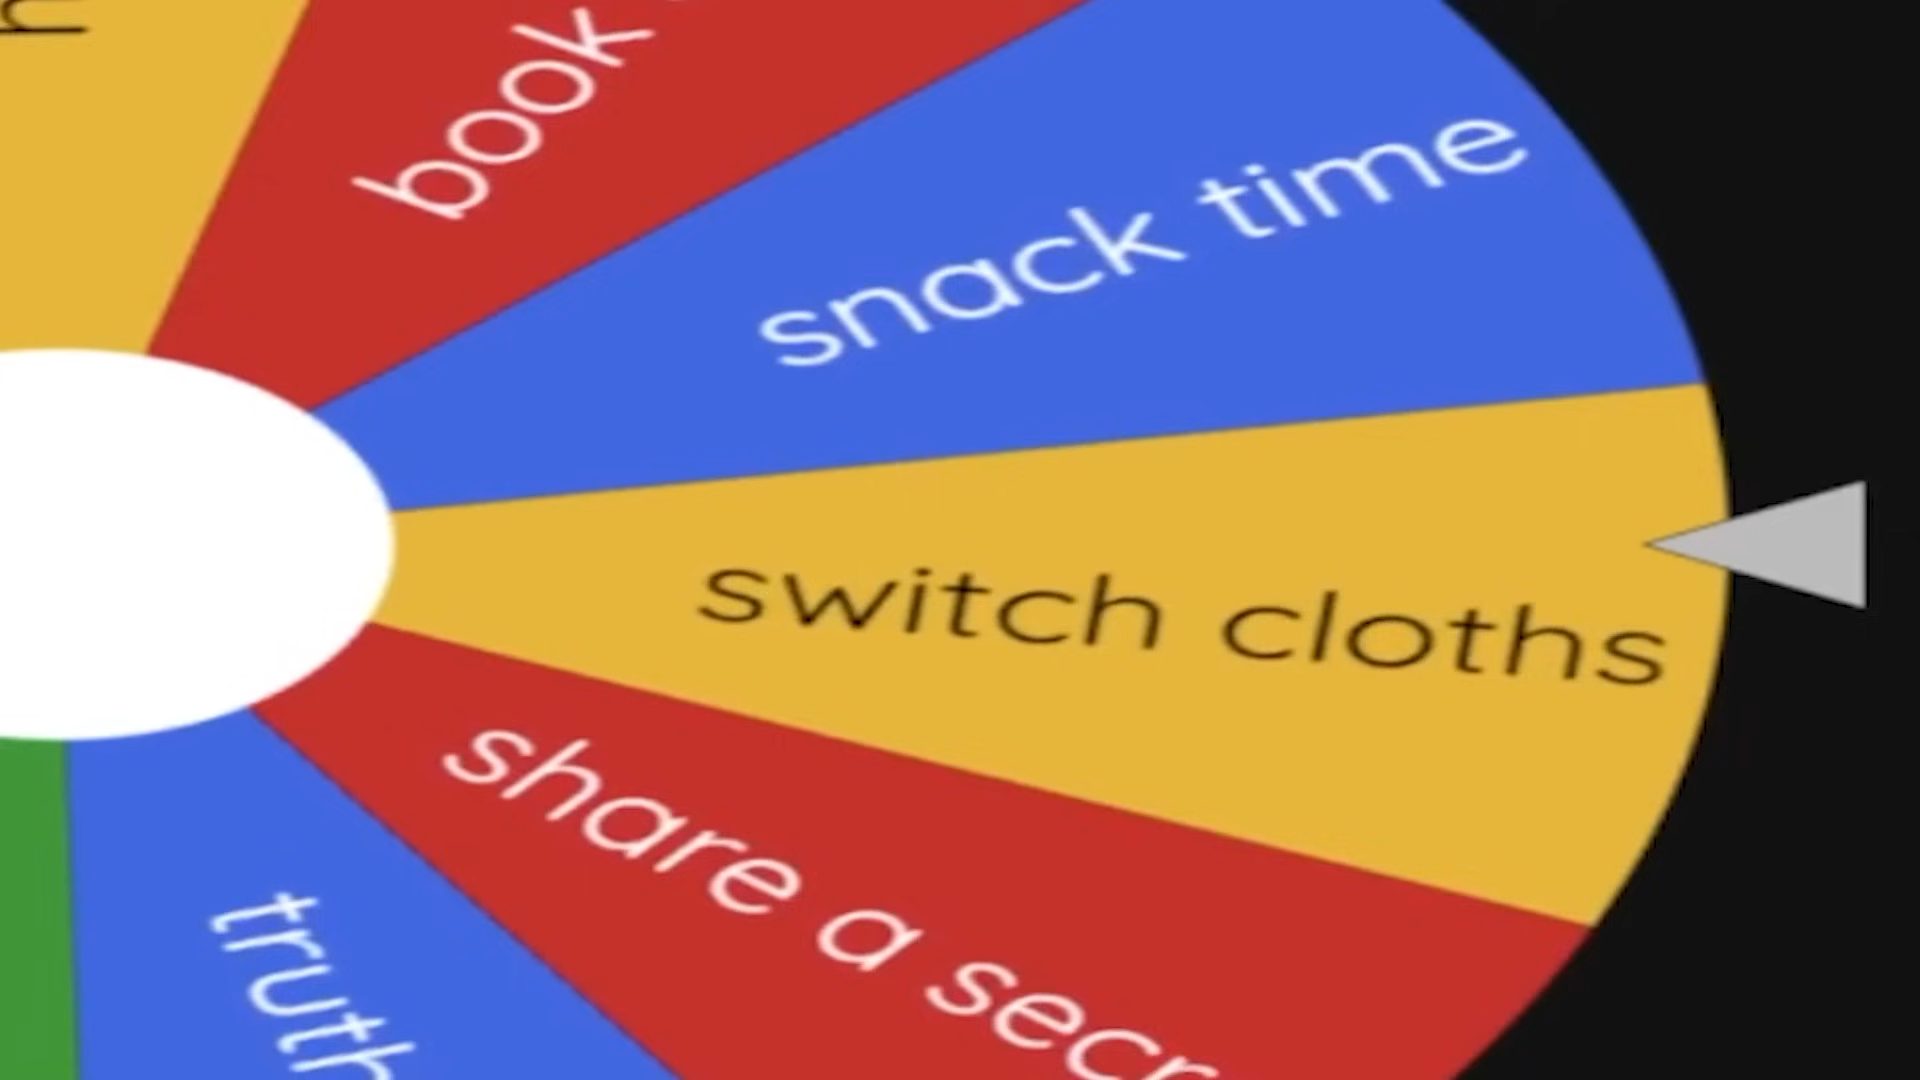 book
snack time
switch cloths
share a secr
truth